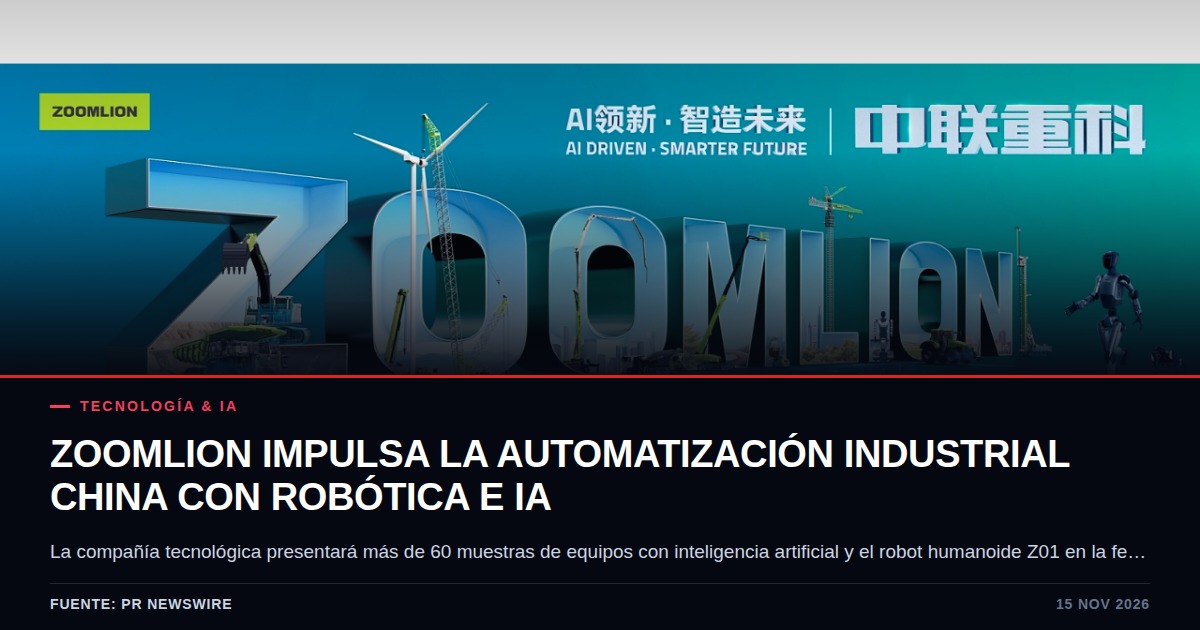 ZOOMLION
AI领新·智造未来
AI DRIVEN · SMARTER FUTURE
中联重科
ZOOMLION
TECNOLOGÍA & IA
ZOOMLION IMPULSA LA AUTOMATIZACIÓN INDUSTRIAL
CHINA CON ROBÓTICA E IA
La compañía tecnológica presentará más de 60 muestras de equipos con inteligencia artificial y el robot humanoide Z01 en la fe…
FUENTE: PR NEWSWIRE
15 NOV 2026